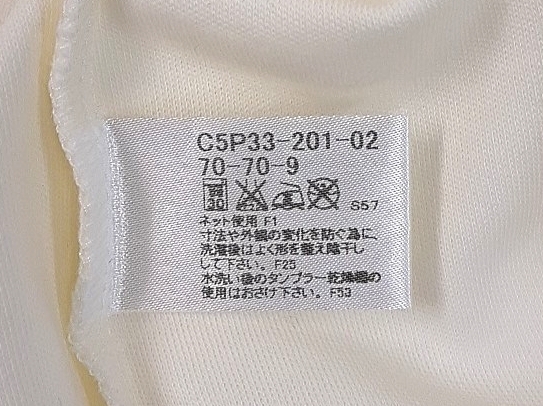 C5P33-201-02
70-70-9
弱 30 S57
ネット使用 F1
寸法や外観の変化を防ぐ為に、
洗濯後はよく形を整え陰干し
して下さい。F25
水洗い後のタンブラー乾燥機の
使用はおさけ下さい。F53